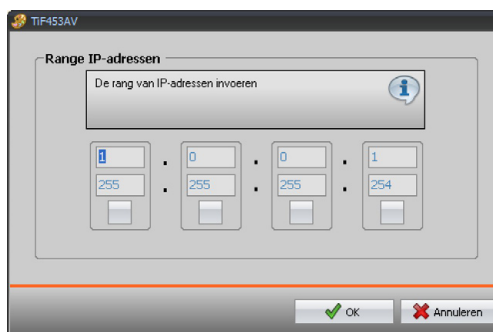 TiF453AV
Range IP-adressen
De rang van IP-adressen invoeren
1 . 0 . 0 . 1
255 . 255 . 255 . 254
OK Annuleren